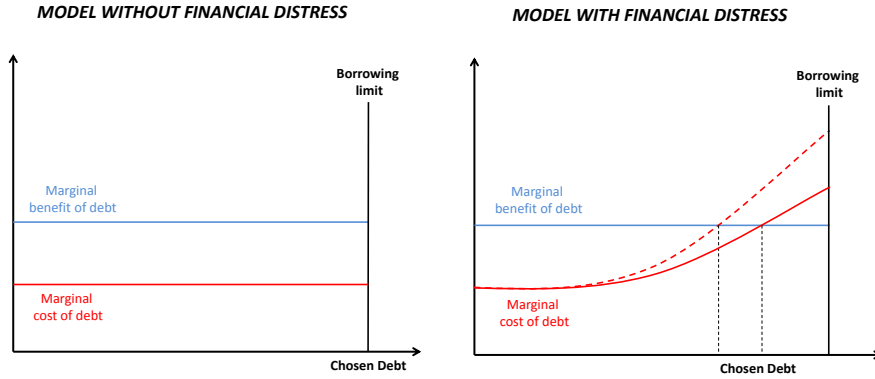 MODEL WITHOUT FINANCIAL DISTRESS
Borrowing
limit
Marginal
benefit of debt
Marginal
cost of debt
Chosen Debt
MODEL WITH FINANCIAL DISTRESS
Borrowing
limit
Marginal
benefit of debt
Marginal
cost of debt
Chosen Debt